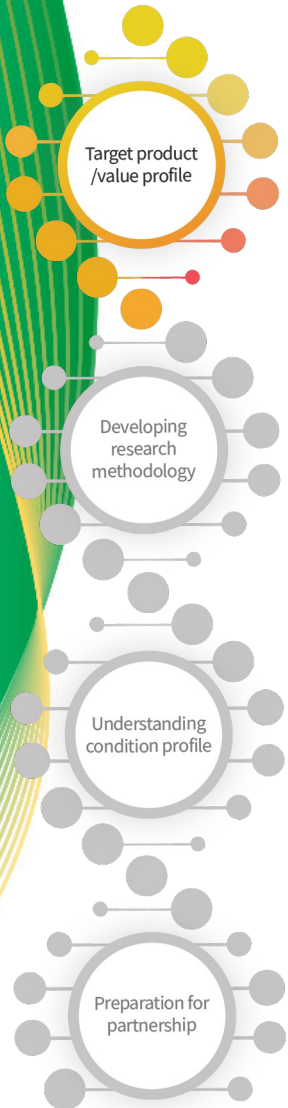 Target product
/value profile
Developing
research
methodology
Understanding
condition profile
Preparation for
partnership